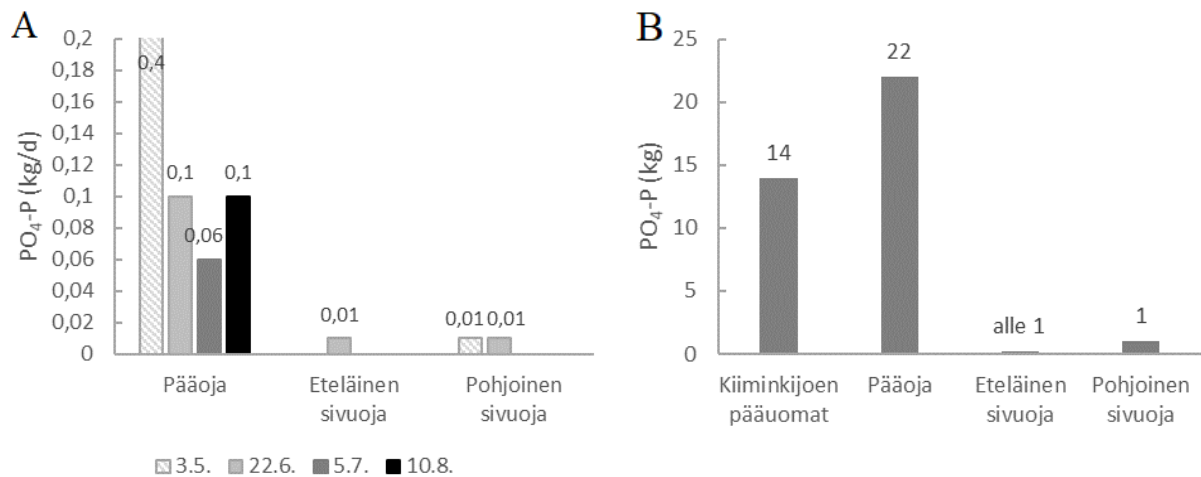 A
0,2
0,18
0,16
0,14
0,12
0,1
0,08
0,06
0,04
0,02
0
PO4-P (kg/d)
0,4
0,1
0,06
0,1
0,01
0,01
0,01
Pääoja
Eteläinen
sivuoja
Pohjoinen
sivuoja
3.5.
22.6.
5.7.
10.8.
B
25
20
15
10
5
0
PO4-P (kg)
14
22
alle 1
1
Kiiminkijoen
pääuomat
Pääoja
Eteläinen
sivuoja
Pohjoinen
sivuoja